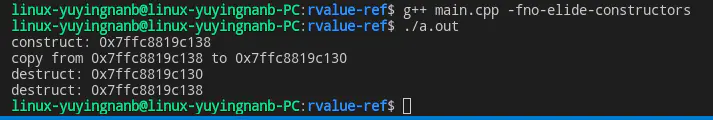 linux-yuyingnanb@linux-yuyingnanb-PC:rvalue-ref$ g++ main.cpp -fno-elide-constructors
linux-yuyingnanb@linux-yuyingnanb-PC:rvalue-ref$ ./a.out
construct: 0x7ffc8819c138
copy from 0x7ffc8819c138 to 0x7ffc8819c130
destruct: 0x7ffc8819c130
destruct: 0x7ffc8819c138
linux-yuyingnanb@linux-yuyingnanb-PC:rvalue-ref$